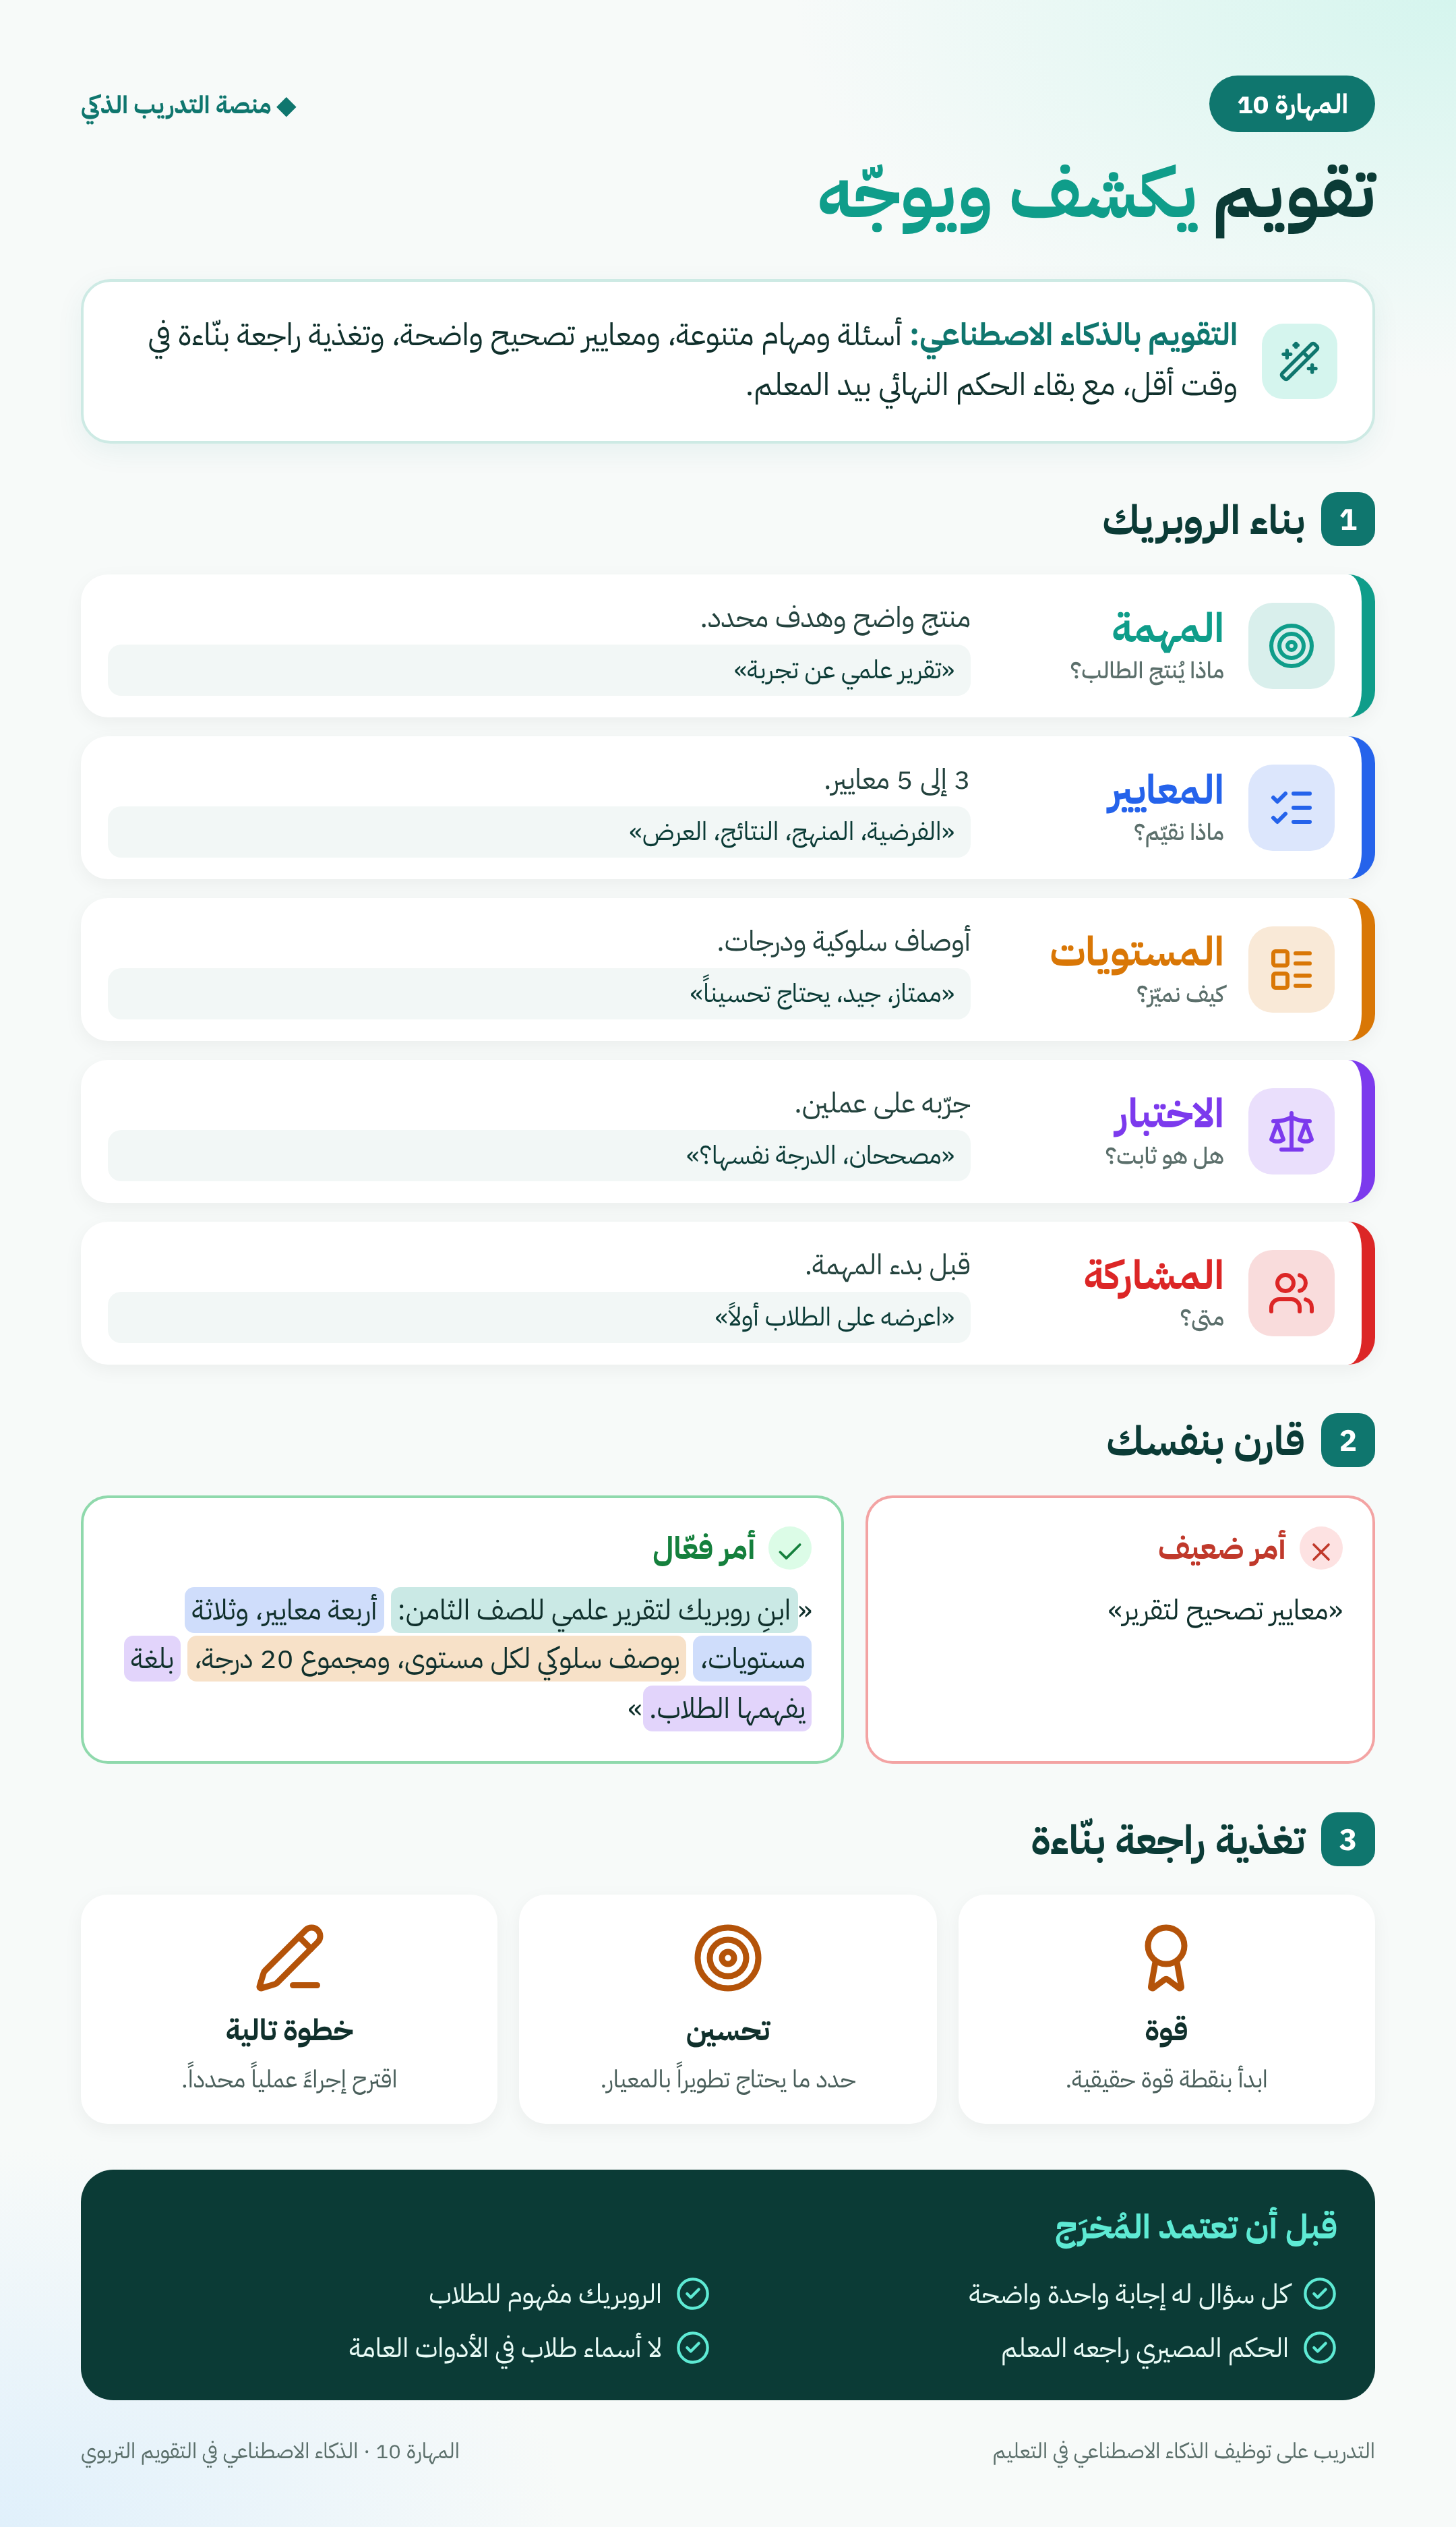 المهارة 10
◆ منصة التدريب الذكي
تقويم يكشف ويوجّه
التقويم بالذكاء الاصطناعي: أسئلة ومهام متنوعة، ومعايير تصحيح واضحة، وتغذية راجعة بنّاءة في
وقت أقل، مع بقاء الحكم النهائي بيد المعلم.
1 بناء الروبريك
المهمة
ماذا يُنتج الطالب؟
منتج واضح وهدف محدد.
«تقرير علمي عن تجربة»
المعايير
ماذا نقيّم؟
3 إلى 5 معايير.
«الفرضية، المنهج، النتائج، العرض»
المستويات
كيف نميّز؟
أوصاف سلوكية ودرجات.
«ممتاز، جيد، يحتاج تحسيناً»
الاختبار
هل هو ثابت؟
جرّبه على عملين.
«مصححان، الدرجة نفسها؟»
المشاركة
متى؟
قبل بدء المهمة.
«اعرضه على الطلاب أولاً»
2 قارن بنفسك
أمر ضعيف
«معايير تصحيح لتقرير»
أمر فعّال
«ابنِ روبريك لتقرير علمي للصف الثامن: أربعة معايير، وثلاثة
مستويات، بوصف سلوكي لكل مستوى، ومجموع 20 درجة، بلغة
يفهمها الطلاب.»
3 تغذية راجعة بنّاءة
قوة
ابدأ بنقطة قوة حقيقية.
تحسين
حدد ما يحتاج تطويراً بالمعيار.
خطوة تالية
اقترح إجراءً عملياً محدداً.
قبل أن تعتمد المُخرَج
كل سؤال له إجابة واحدة واضحة
الروبريك مفهوم للطلاب
الحكم المصيري راجعه المعلم
لا أسماء طلاب في الأدوات العامة
التدريب على توظيف الذكاء الاصطناعي في التعليم
المهارة 10 · الذكاء الاصطناعي في التقويم التربوي